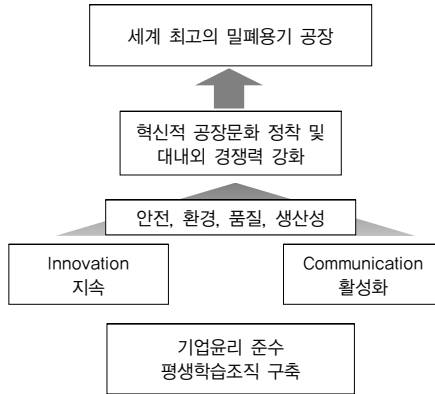 세계 최고의 밀폐용기 공장
혁신적 공장문화 정착 및
대내외 경쟁력 강화
안전, 환경, 품질, 생산성
Innovation
지속
Communication
활성화
기업윤리 준수
평생학습조직 구축